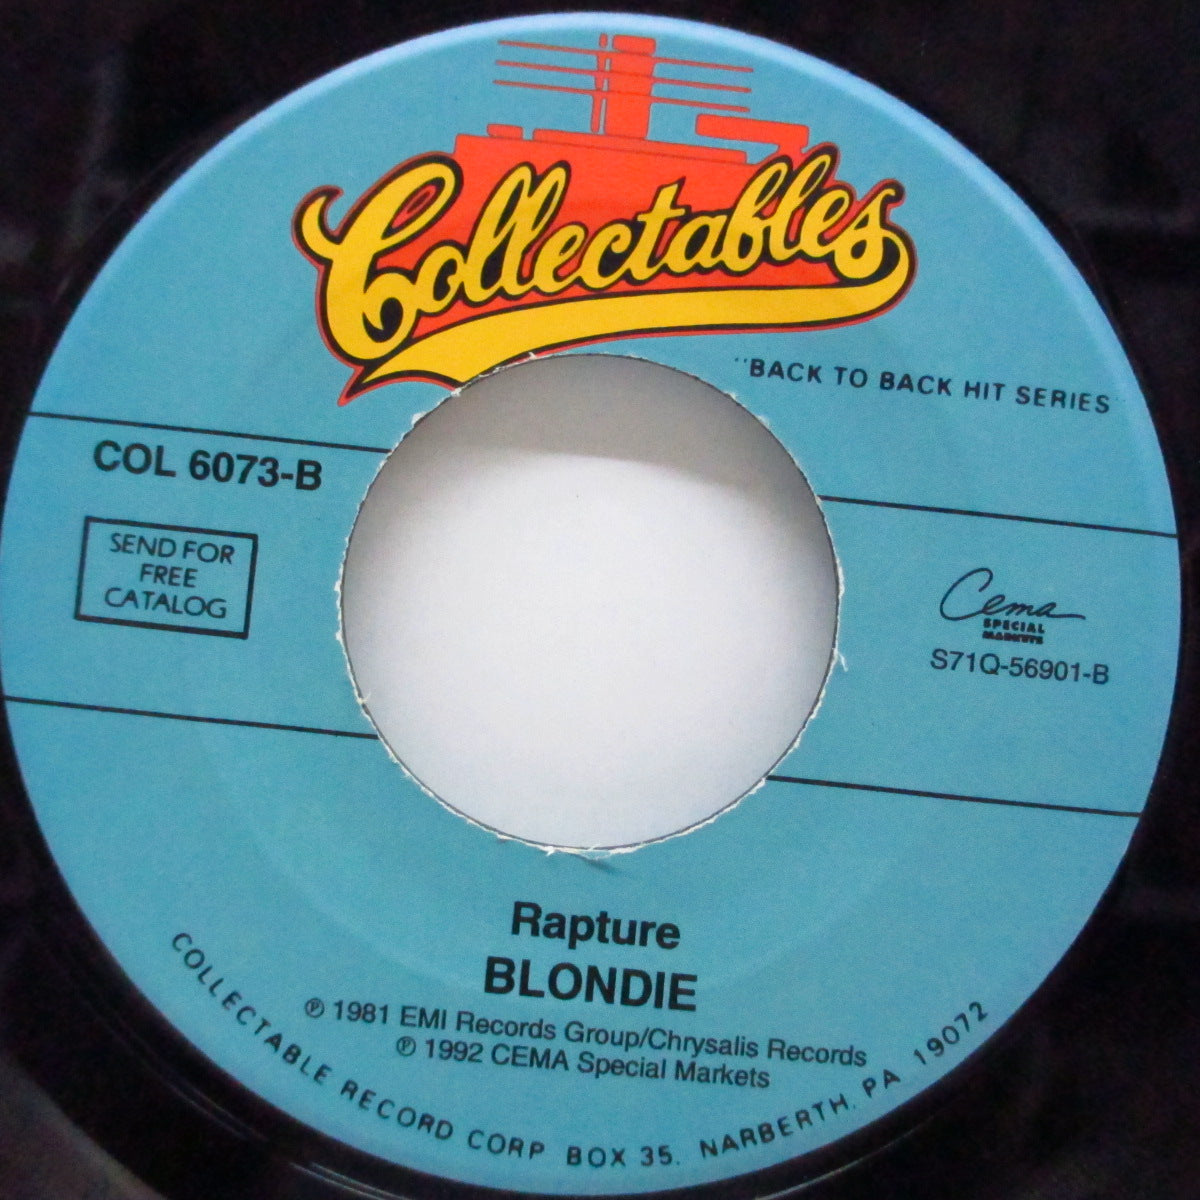 Collectables
"BACK TO BACK HIT SERIES"
COL 6073-B
SEND FOR
FREE
CATALOG
Cema
SPECIAL
MARKETS
S71Q-56901-B
Rapture
BLONDIE
℗ 1981 EMI Records Group/Chrysalis Records
℗ 1992 CEMA Special Markets
COLLECTABLE RECORD CORP BOX 35. NARBERTH. PA 19072